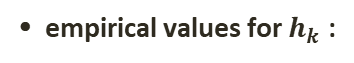 • empirical values for hₖ :